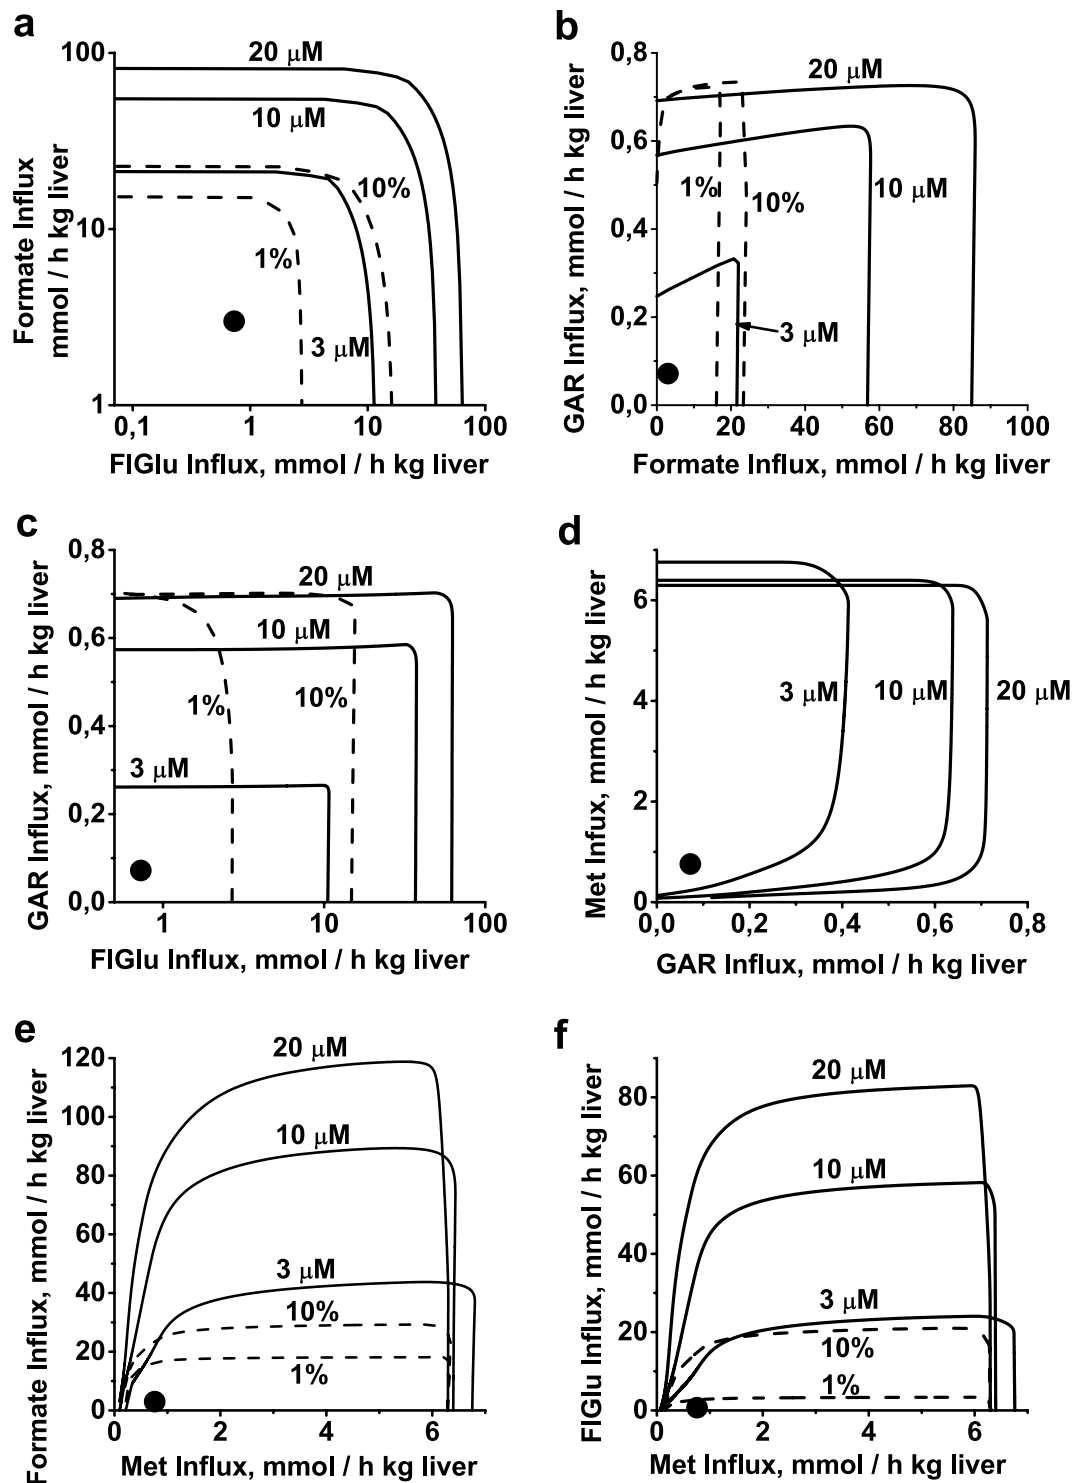 a
100
10
1
Formate Influx
mmol / h kg liver
20 μM
10 μM
10%
1%
3 μM
0,1
1
10
100
FIGlu Influx, mmol / h kg liver
b
0,8
0,6
0,4
0,2
0,0
GAR Influx, mmol / h kg liver
20 μM
1%
10%
10 μM
3 μM
0
20
40
60
80
100
Formate Influx, mmol / h kg liver
c
0,8
0,6
0,4
0,2
0,0
GAR Influx, mmol / h kg liver
20 μM
10 μM
1%
10%
3 μM
1
10
100
FIGlu Influx, mmol / h kg liver
d
6
4
2
0
Met Infux, mmol / h kg liver
3 μM
10 μM
20 μM
0,0
0,2
0,4
0,6
0,8
GAR Influx, mmol / h kg liver
e
120
100
80
60
40
20
0
Formate Influx, mmol / h kg liver
20 μM
10 μM
3 μM
10%
1%
0
2
4
6
Met Influx, mmol / h kg liver
f
80
60
40
20
0
FIGlu Influx, mmol / h kg liver
20 μM
10 μM
3 μM
10%
1%
0
2
4
6
Met Influx, mmol / h kg liver